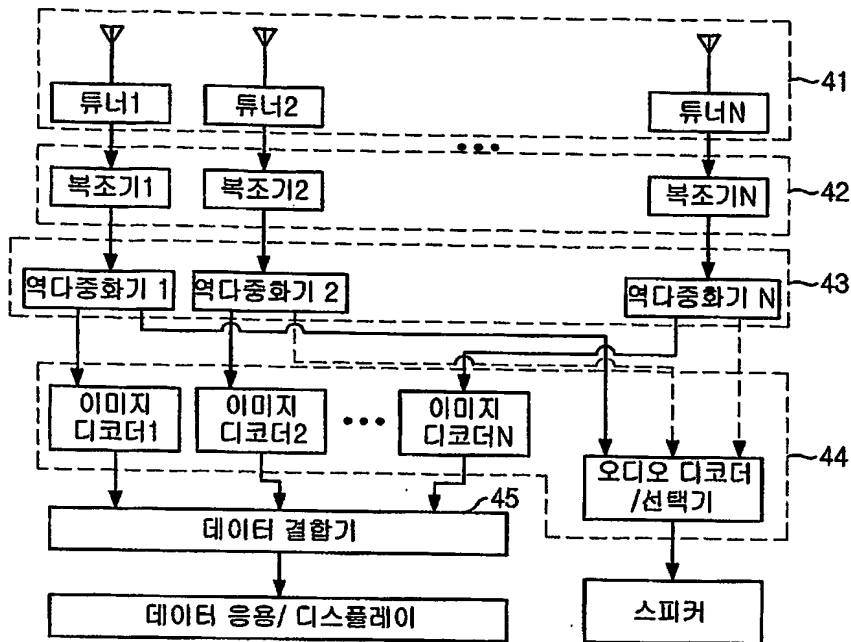 튜너1
튜너2
튜너N
41
복조기1
복조기2
복조기N
42
역다중화기 1
역다중화기 2
역다중화기 N
43
이미지
디코더1
이미지
디코더2
이미지
디코더N
오디오 디코더
/선택기
44
데이터 결합기
45
데이터 응용/ 디스플레이
스피커